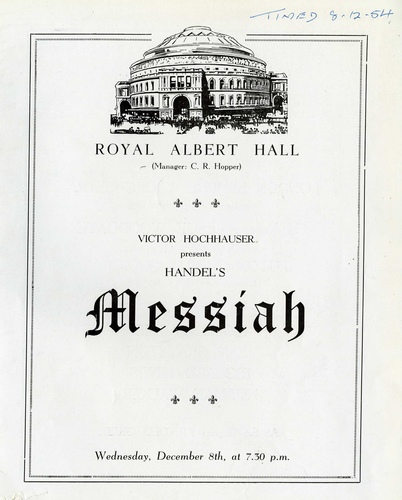 TIMED 8-12-54
ROYAL ALBERT HALL
(Manager: C. R. Hopper)
VICTOR HOCHHAUSER
presents
HANDEL'S
Messiah
Wednesday, December 8th, at 7.30 p.m.